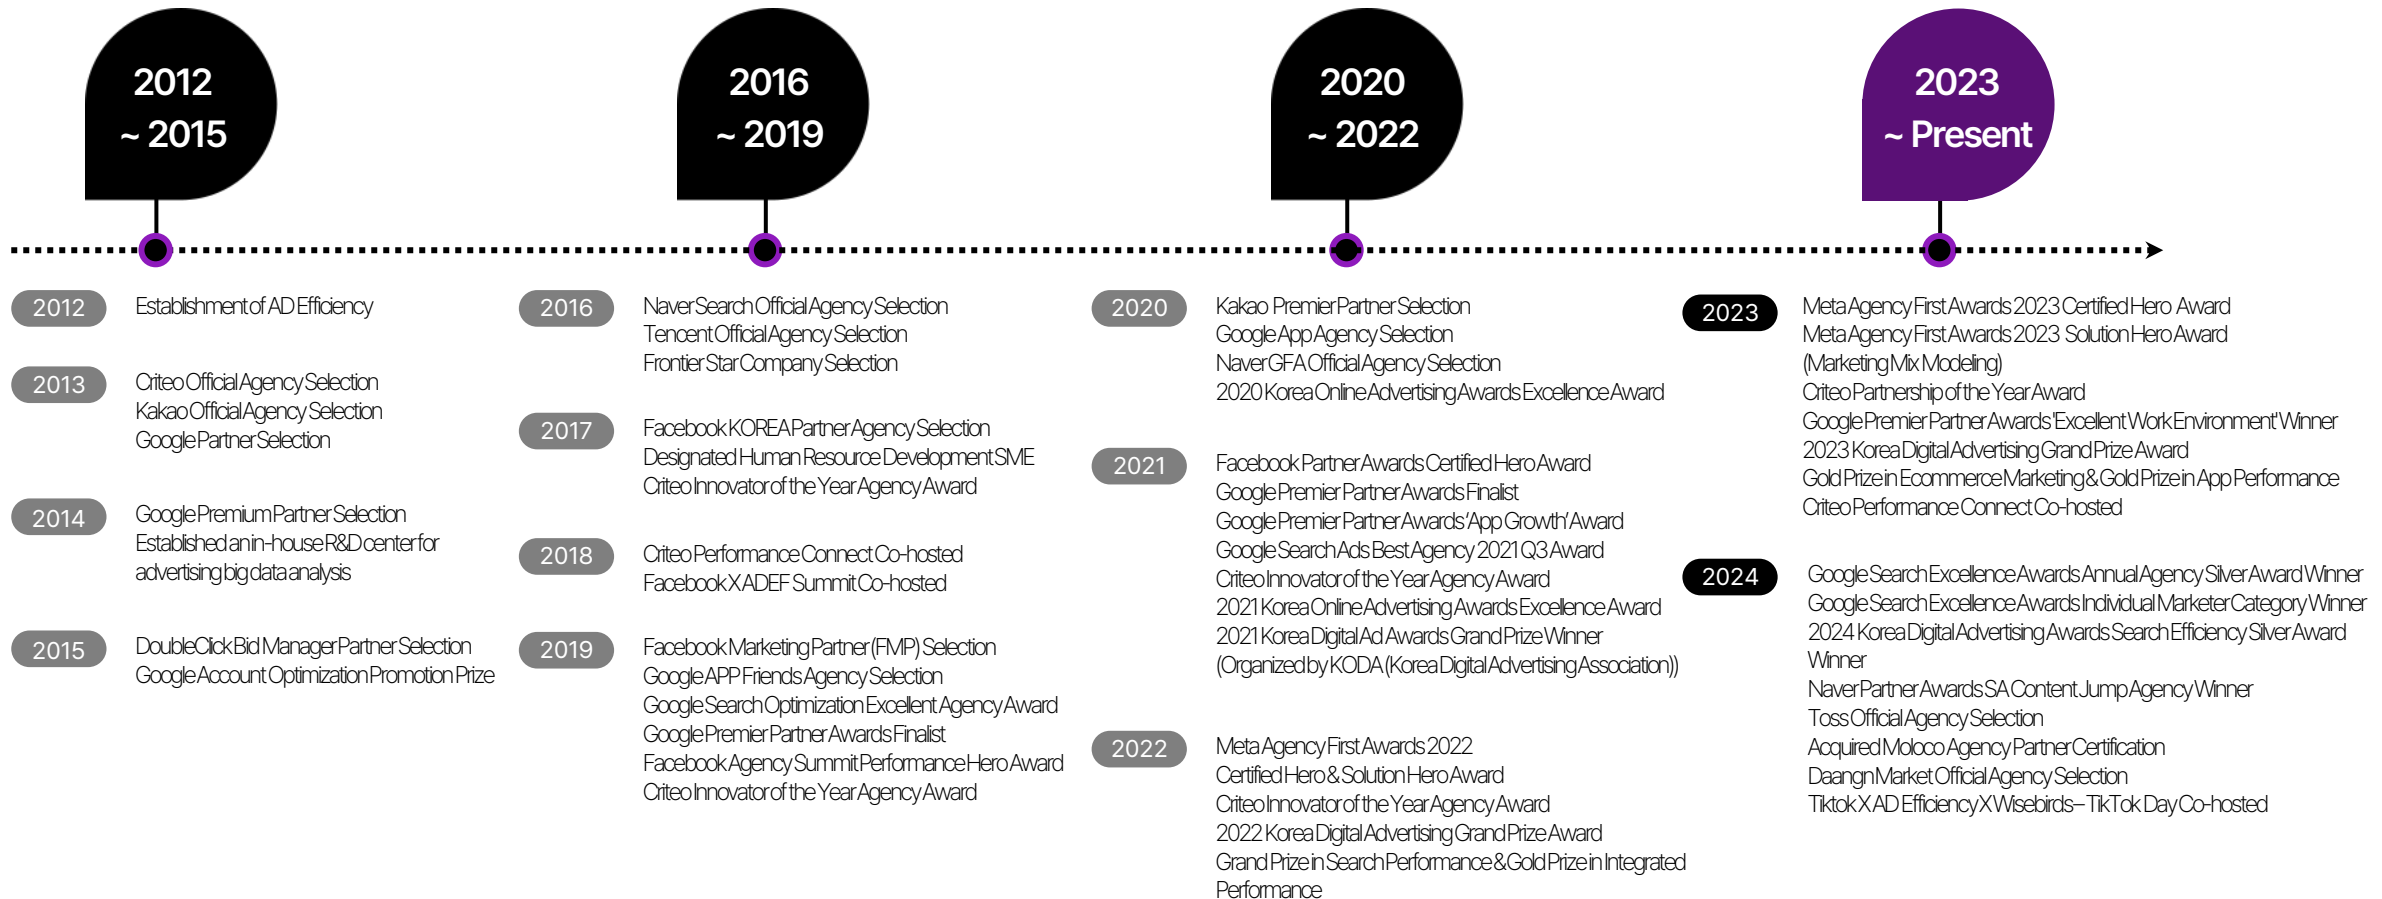 2012
~ 2015
2016
~ 2019
2020
~ 2022
2023
~ Present
2012
Establishment of AD Efficiency
2013
Criteo Official Agency Selection
Kakao Official Agency Selection
Google Partner Selection
2014
Google Premium Partner Selection
Established an in-house R&D center for
advertising big data analysis
2015
DoubleClick Bid Manager Partner Selection
Google Account Optimization Promotion Prize
2016
Naver Search Official Agency Selection
Tencent Official Agency Selection
Frontier Star Company Selection
2017
Facebook KOREA Partner Agency Selection
Designated Human Resource Development SME
Criteo Innovator of the Year Agency Award
2018
Criteo Performance Connect Co-hosted
Facebook X ADEF Summit Co-hosted
2019
Facebook Marketing Partner (FMP) Selection
Google APP Friends Agency Selection
Google Search Optimization Excellent Agency Award
Google Premier Partner Awards Finalist
Facebook Agency Summit Performance Hero Award
Criteo Innovator of the Year Agency Award
2020
Kakao Premier Partner Selection
Google App Agency Selection
Naver GFA Official Agency Selection
2020 Korea Online Advertising Awards Excellence Award
2021
Facebook Partner Awards Certified Hero Award
Google Premier Partner Awards Finalist
Google Premier Partner Awards ‘App Growth’ Award
Google Search Ads Best Agency 2021 Q3 Award
Criteo Innovator of the Year Agency Award
2021 Korea Online Advertising Awards Excellence Award
2021 Korea Digital Ad Awards Grand Prize Winner
(Organized by KODA (Korea Digital Advertising Association))
2022
Meta Agency First Awards 2022
Certified Hero & Solution Hero Award
Criteo Innovator of the Year Agency Award
2022 Korea Digital Advertising Grand Prize Award
Grand Prize in Search Performance & Gold Prize in Integrated
Performance
2023
Meta Agency First Awards 2023 Certified Hero Award
Meta Agency First Awards 2023 Solution Hero Award
(Marketing Mix Modeling)
Criteo Partnership of the Year Award
Google Premier Partner Awards 'Excellent Work Environment' Winner
2023 Korea Digital Advertising Grand Prize Award
Gold Prize in Ecommerce Marketing & Gold Prize in App Performance
Criteo Performance Connect Co-hosted
2024
Google Search Excellence Awards Annual Agency Silver Award Winner
Google Search Excellence Awards Individual Marketer Category Winner
2024 Korea Digital Advertising Awards Search Efficiency Silver Award
Winner
Naver Partner Awards SA Content Jump Agency Winner
Toss Official Agency Selection
Acquired Moloco Agency Partner Certification
Daangn Market Official Agency Selection
Tiktok X AD Efficiency X Wisebirds – TikTok Day Co-hosted